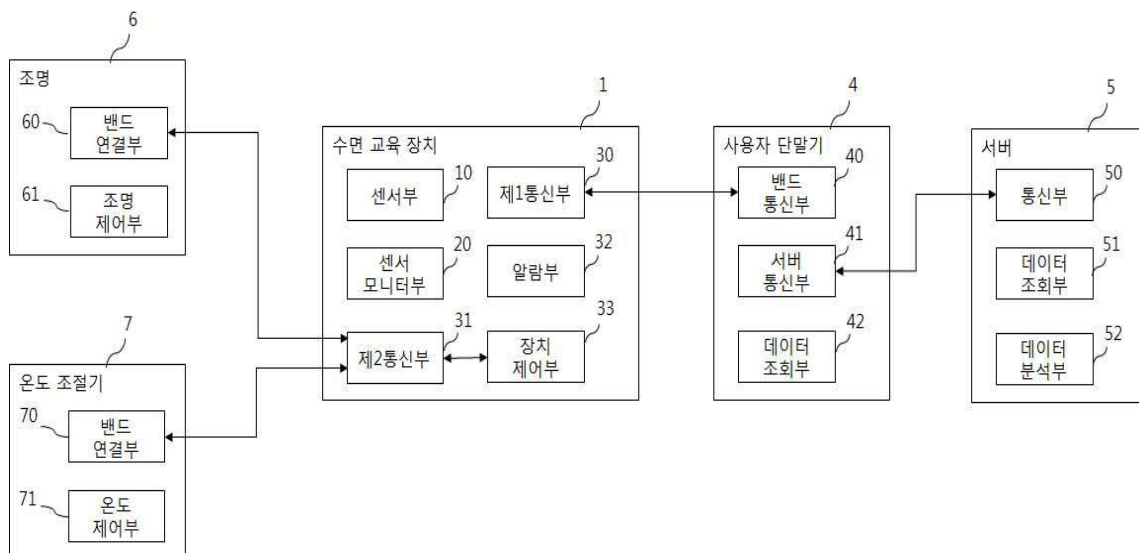 6
조명
60
밴드
연결부
61
조명
제어부
7
온도 조절기
70
밴드
연결부
71
온도
제어부
1
수면 교육 장치
10
센서부
30
제1통신부
20
센서
모니터부
32
알람부
31
제2통신부
33
장치
제어부
4
사용자 단말기
40
밴드
통신부
41
서버
통신부
42
데이터
조회부
5
서버
50
통신부
51
데이터
조회부
52
데이터
분석부